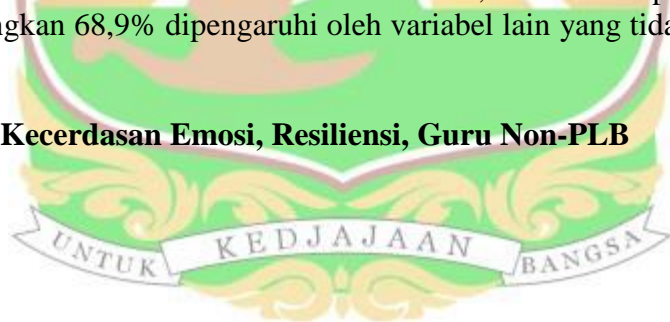 ngkan 68,9% dipengaruhi oleh variabel lain yang tida
Kecerdasan Emosi, Resiliensi, Guru Non-PLB
UNTUK KEDJAJAAN BANGSA